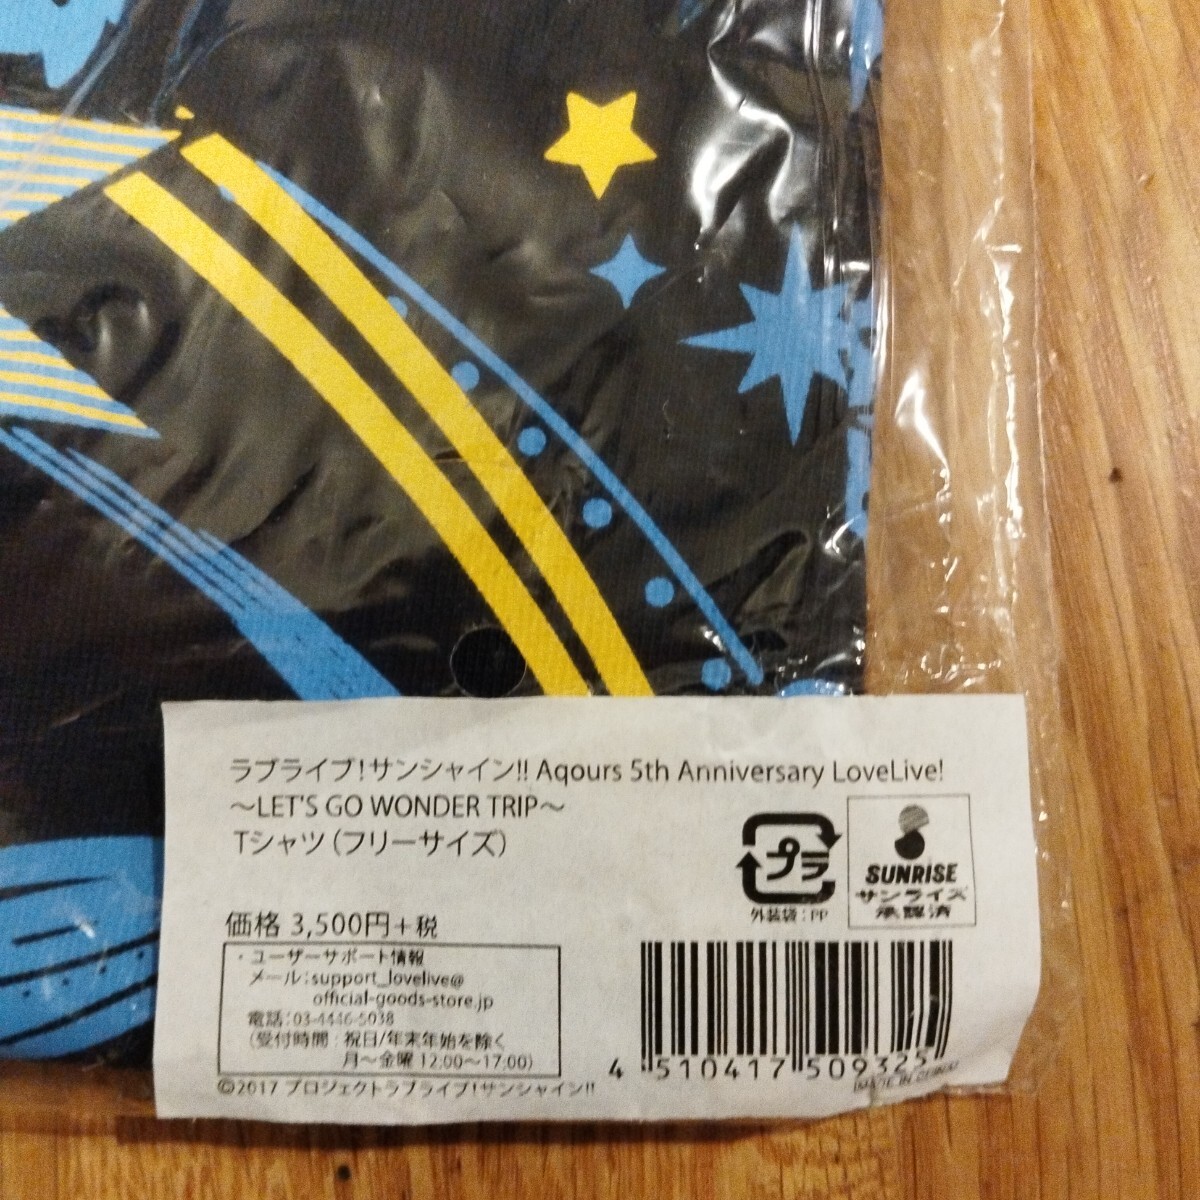 ラブライブ!サンシャイン!! Aqours 5th Anniversary LoveLive!
～LET'S GO WONDER TRIP～
Tシャツ(フリーサイズ)
プラ
外装袋:PP
SUNRISE
サンライズ
承認済
価格 3,500円+税
・ユーザーサポート情報
メール:support_lovelive@
official-goods-store.jp
電話:03-4446-5038
(受付時間:祝日/年末年始を除く
月～金曜 12:00～17:00)
©2017 プロジェクトラブライブ!サンシャイン!!
4 510417 509325
MADE IN CHINA